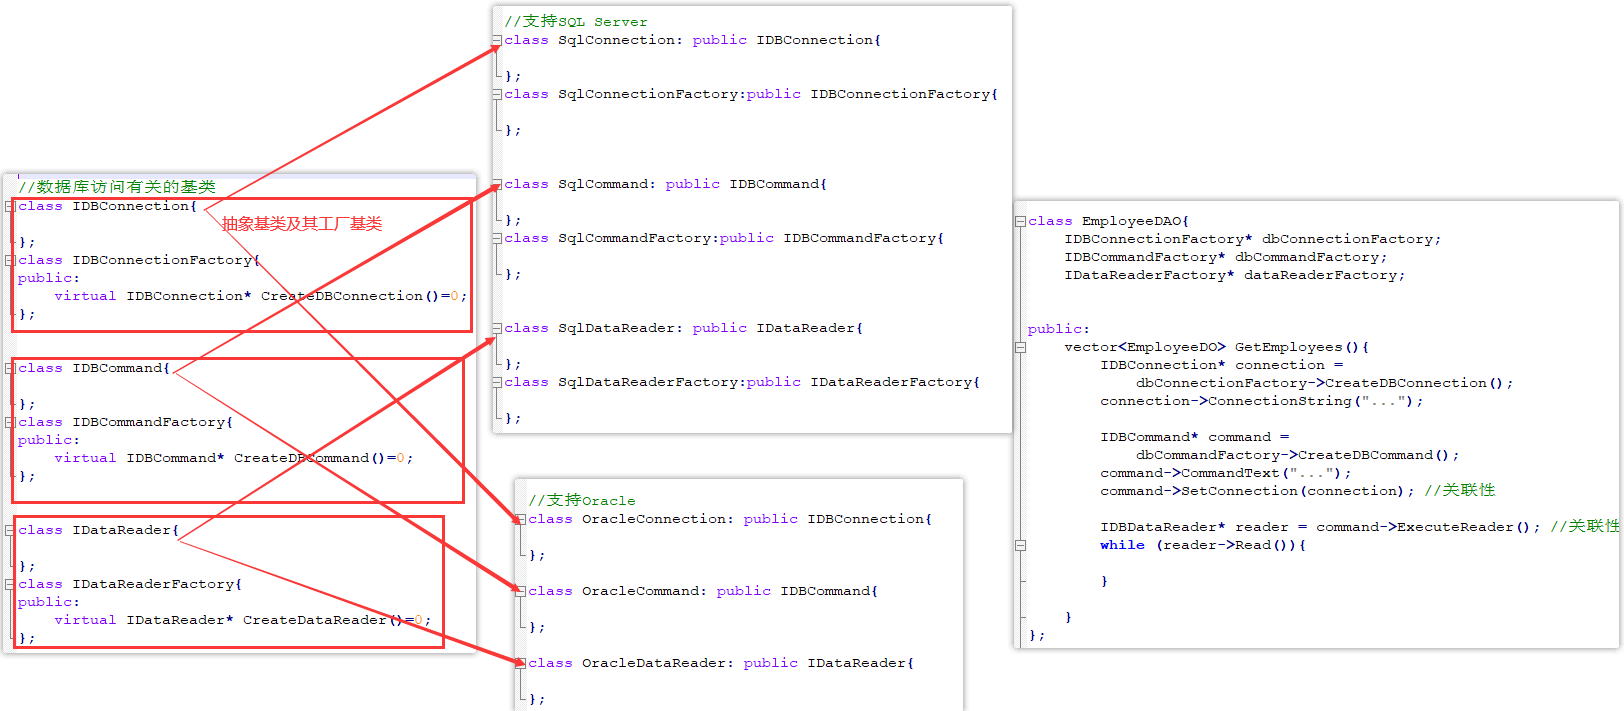 //数据库访问有关的基类
class IDBConnection{
};
class IDBConnectionFactory{
public:
    virtual IDBConnection* CreateDBConnection()=0;
};
class IDBCommand{
};
class IDBCommandFactory{
public:
    virtual IDBCommand* CreateDBCommand()=0;
};
class IDataReader{
};
class IDataReaderFactory{
public:
    virtual IDataReader* CreateDataReader()=0;
};
抽象基类及其工厂基类
//支持SQL Server
class SqlConnection: public IDBConnection{
};
class SqlConnectionFactory:public IDBConnectionFactory{
};
class SqlCommand: public IDBCommand{
};
class SqlCommandFactory:public IDBCommandFactory{
};
class SqlDataReader: public IDataReader{
};
class SqlDataReaderFactory:public IDataReaderFactory{
};
//支持Oracle
class OracleConnection: public IDBConnection{
};
class OracleCommand: public IDBCommand{
};
class OracleDataReader: public IDataReader{
};
class EmployeeDAO{
    IDBConnectionFactory* dbConnectionFactory;
    IDBCommandFactory* dbCommandFactory;
    IDataReaderFactory* dataReaderFactory;
public:
    vector<EmployeeDO> GetEmployees(){
        IDBConnection* connection =
            dbConnectionFactory->CreateDBConnection();
        connection->ConnectionString("...");
        IDBCommand* command =
            dbCommandFactory->CreateDBCommand();
        command->CommandText("...");
        command->SetConnection(connection); //关联性
        IDBDataReader* reader = command->ExecuteReader(); //关联性
        while (reader->Read()){
        }
    }
};